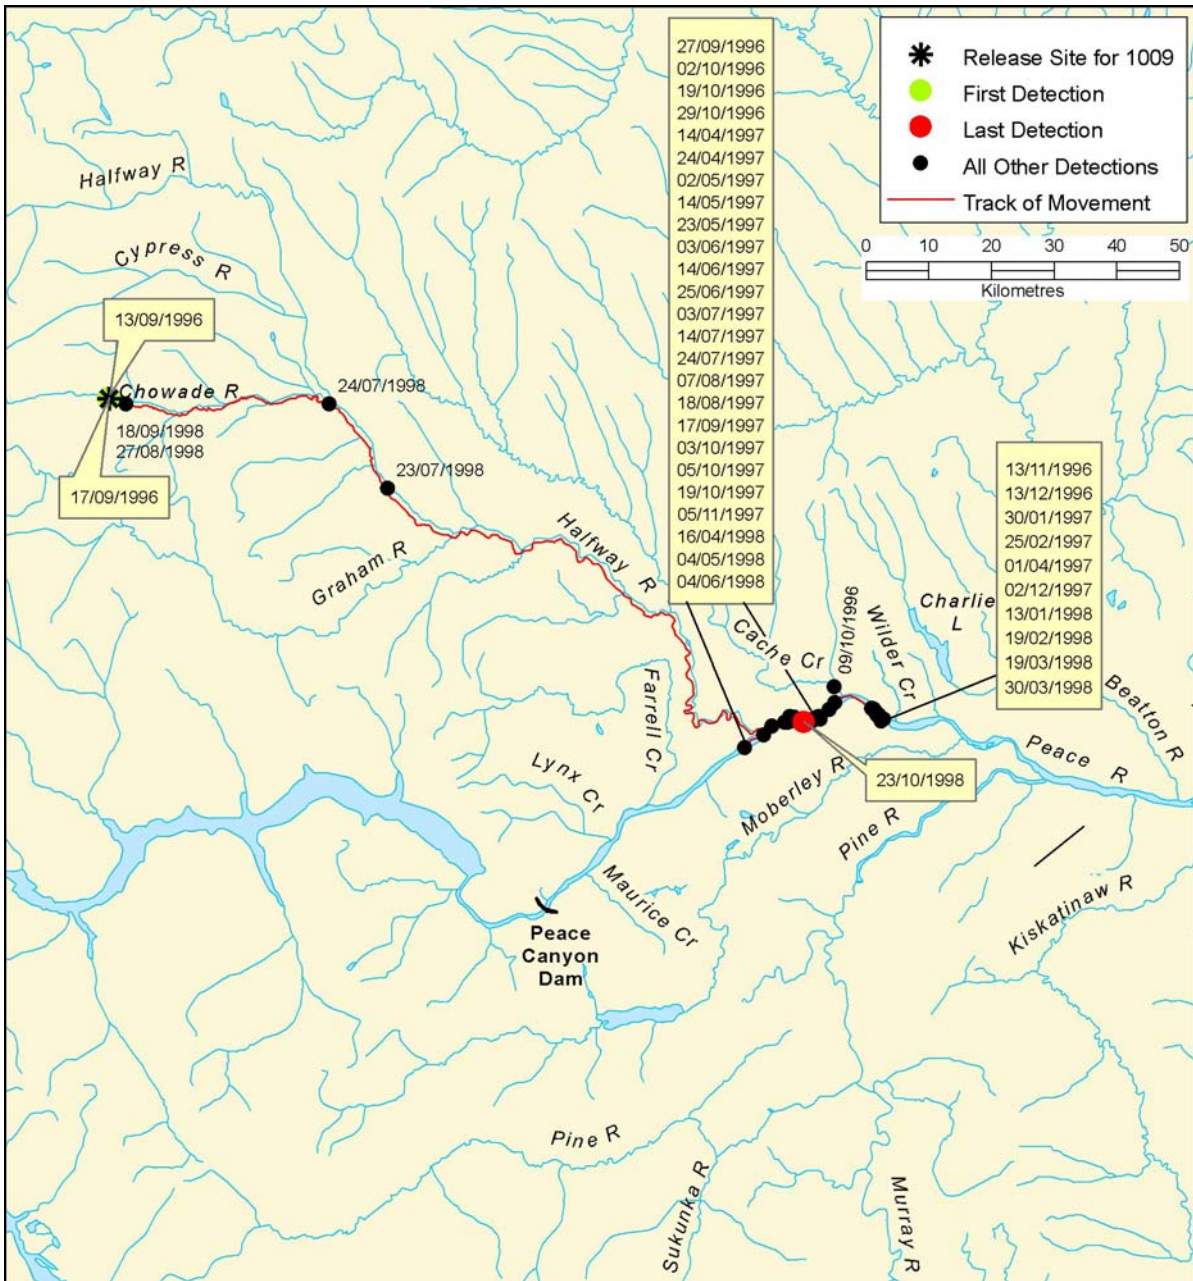 27/09/1996
02/10/1996
19/10/1996
29/10/1996
14/04/1997
24/04/1997
02/05/1997
14/05/1997
23/05/1997
03/06/1997
14/06/1997
25/06/1997
03/07/1997
14/07/1997
24/07/1997
07/08/1997
18/08/1997
17/09/1997
03/10/1997
05/10/1997
19/10/1997
05/11/1997
16/04/1998
04/05/1998
04/06/1998
Release Site for 1009
First Detection
Last Detection
All Other Detections
Track of Movement
0 10 20 30 40 50
Kilometres
Halfway R
Cypress R
13/09/1996
Chowade R
24/07/1998
18/09/1998
27/08/1998
17/09/1996
23/07/1998
Graham R
Halfway R
13/11/1996
13/12/1996
30/01/1997
25/02/1997
01/04/1997
02/12/1997
13/01/1998
19/02/1998
19/03/1998
30/03/1998
Cache Cr
09/10/1996
Wilder Cr
Charlie
L
Beatton R
Farrell Cr
Lynx Cr
Peace R
23/10/1998
Moberley R
Pine R
Maurice Cr
Kiskatinaw R
Peace
Canyon
Dam
Pine R
Sukunka R
Murray R